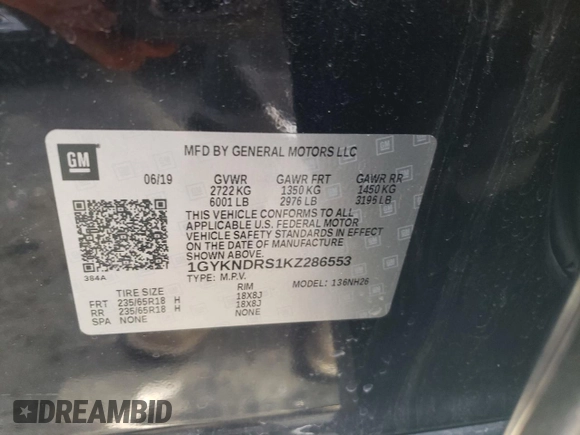 GM
MFD BY GENERAL MOTORS LLC
06/19 GVWR GAWR FRT GAWR RR
2722 KG 1350 KG 1450 KG
6001 LB 2976 LB 3196 LB
THIS VEHICLE CONFORMS TO ALL
APPLICABLE U.S. FEDERAL MOTOR
VEHICLE SAFETY STANDARDS IN EFFECT
ON THE DATE OF MANUFACTURE
SHOWN ABOVE.
1GYKNDRS1KZ286553
3S4A
TYPE: M.P.V. MODEL: 136NH26
TIRE SIZE RIM
FRT 235/65R18 H 18X8J
RR 235/65R18 H 18X8J
SPA NONE NONE
DREAMBID